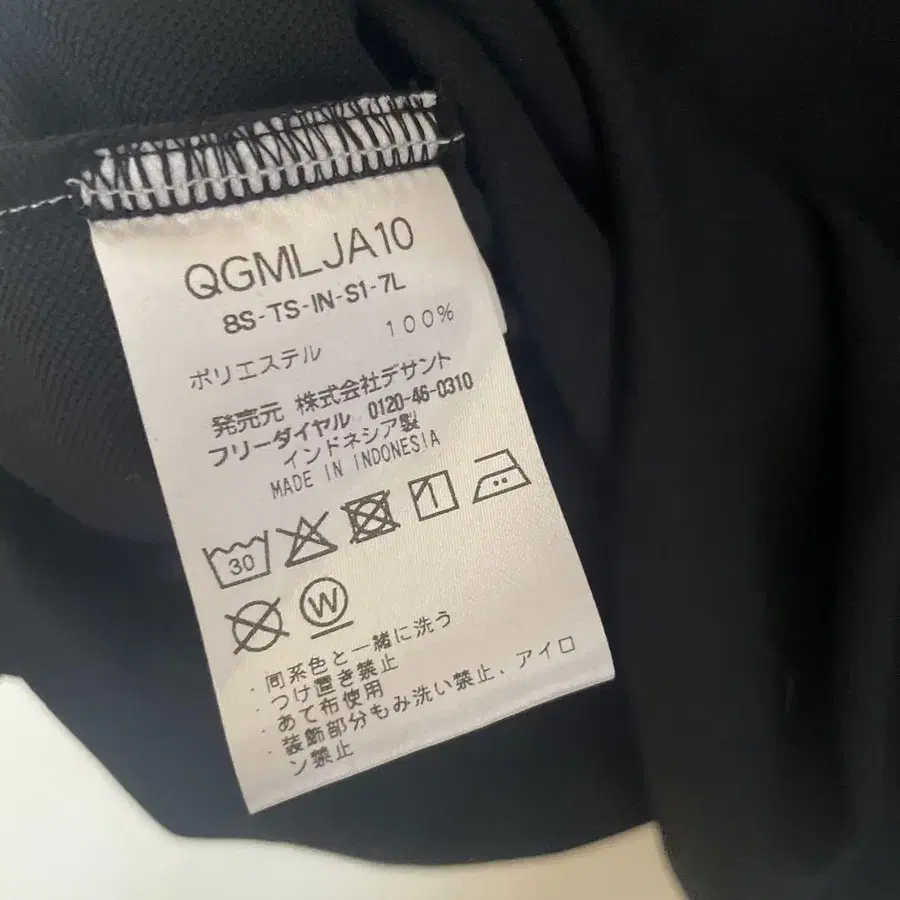 QGMLJA10
8S-TS-IN-S1-7L
ポリエステル 100%
発売元 株式会社デサント
フリーダイヤル 0120-46-0310
インドネシア製
MADE IN INDONESIA
30
W
・同系色と一緒に洗う
・つけ置き禁止
・あて布使用
・装飾部分もみ洗い禁止、アイロ
ン禁止